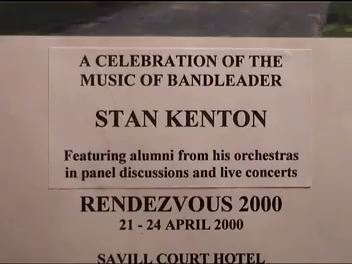 A CELEBRATION OF THE
MUSIC OF BANDLEADER
STAN KENTON
Featuring alumni from his orchestras
in panel discussions and live concerts
RENDEZVOUS 2000
21 - 24 APRIL 2000
SAVILL COURT HOTEL